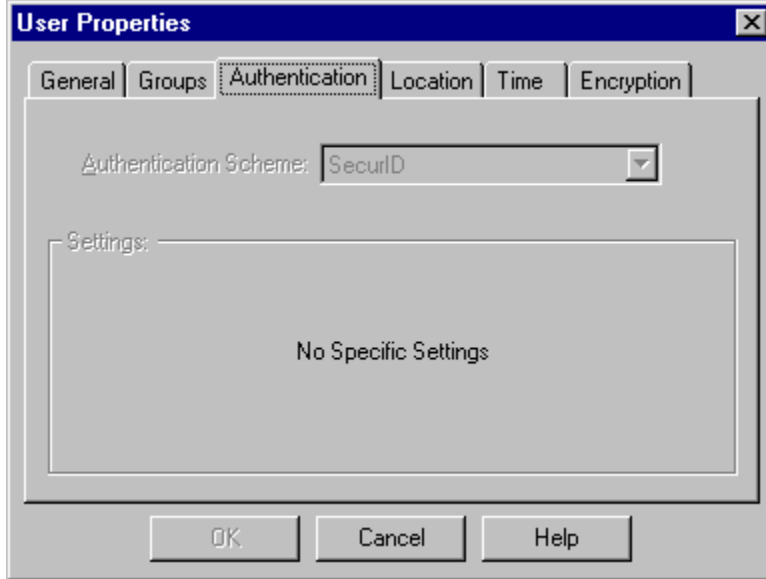 User Properties
General Groups Authentication Location Time Encryption
Authentication Scheme: SecurID
Settings:
No Specific Settings
OK Cancel Help